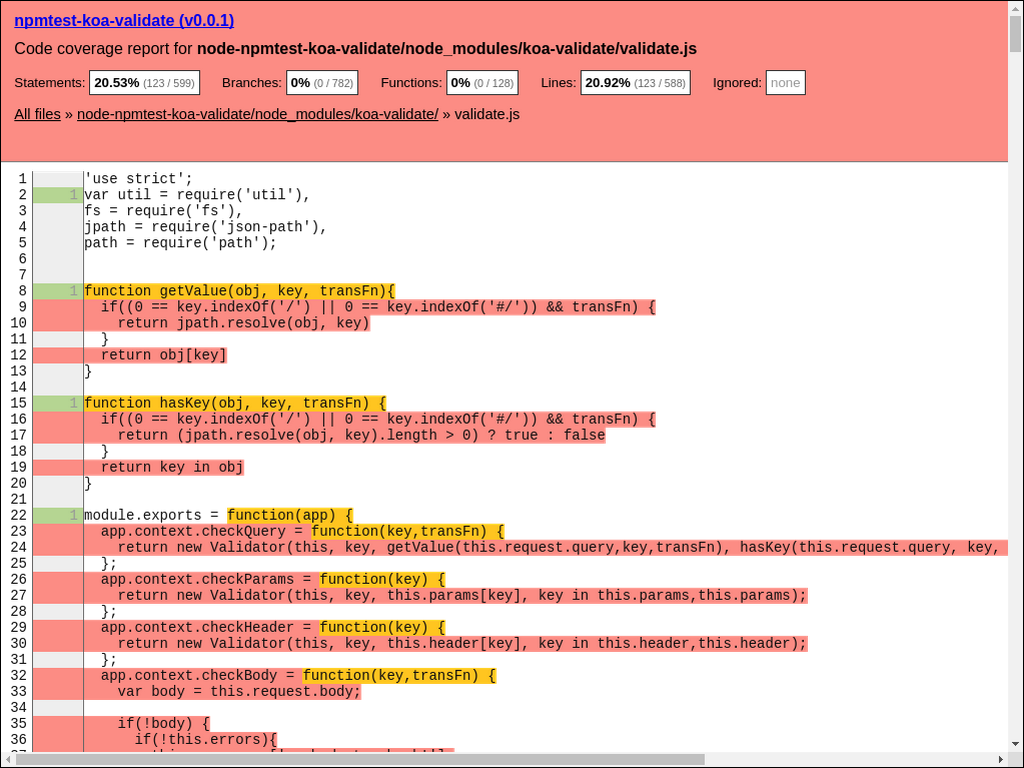 npmtest-koa-validate (v0.0.1)
Code coverage report for node-npmtest-koa-validate/node_modules/koa-validate/validate.js
Statements: 20.53% (123 / 599) Branches: 0% (0 / 782) Functions: 0% (0 / 128) Lines: 20.92% (123 / 588) Ignored: none
All files » node-npmtest-koa-validate/node_modules/koa-validate/ » validate.js
1 'use strict';
2 1 var util = require('util'),
3 fs = require('fs'),
4 jpath = require('json-path'),
5 path = require('path');
6
7
8 1 function getValue(obj, key, transFn){
9 if((0 == key.indexOf('/') || 0 == key.indexOf('#/')) && transFn) {
10 return jpath.resolve(obj, key)
11 }
12 return obj[key]
13 }
14
15 1 function hasKey(obj, key, transFn) {
16 if((0 == key.indexOf('/') || 0 == key.indexOf('#/')) && transFn) {
17 return (jpath.resolve(obj, key).length > 0) ? true : false
18 }
19 return key in obj
20 }
21
22 1 module.exports = function(app) {
23 app.context.checkQuery = function(key,transFn) {
24 return new Validator(this, key, getValue(this.request.query,key,transFn), hasKey(this.request.query, key,
25 };
26 app.context.checkParams = function(key) {
27 return new Validator(this, key, this.params[key], key in this.params,this.params);
28 };
29 app.context.checkHeader = function(key) {
30 return new Validator(this, key, this.header[key], key in this.header,this.header);
31 };
32 app.context.checkBody = function(key,transFn) {
33 var body = this.request.body;
34
35 if(!body) {
36 if(!this.errors){